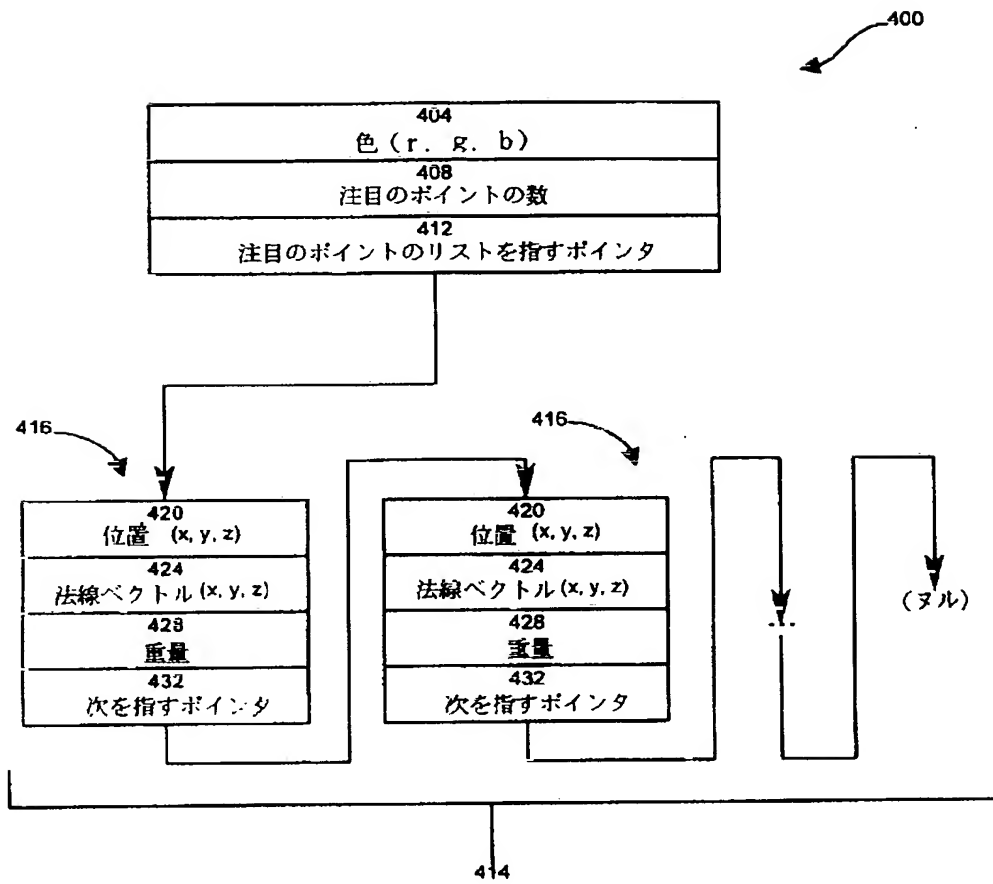 400
404
色(r. g. b)
408
注目のポイントの数
412
注目のポイントのリストを指すポインタ
416
416
420
位置 (x, y, z)
424
法線ベクトル(x, y, z)
428
重量
432
次を指すポインタ
420
位置 (x, y, z)
424
法線ベクトル(x, y, z)
428
重量
432
次を指すポインタ
...
(ヌル)
414